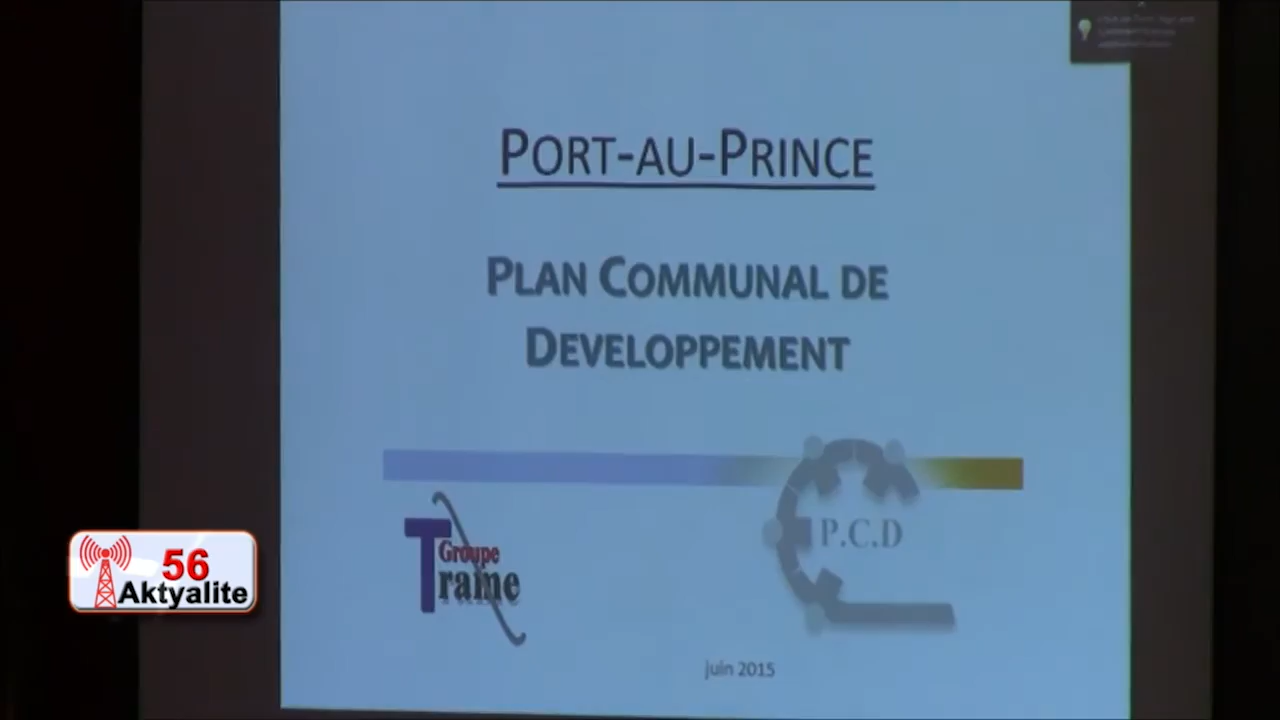 PORT-AU-PRINCE
PLAN COMMUNAL DE
DEVELOPPEMENT
Groupe
Traine
P.C.D
56
Aktyalite
juin 2015